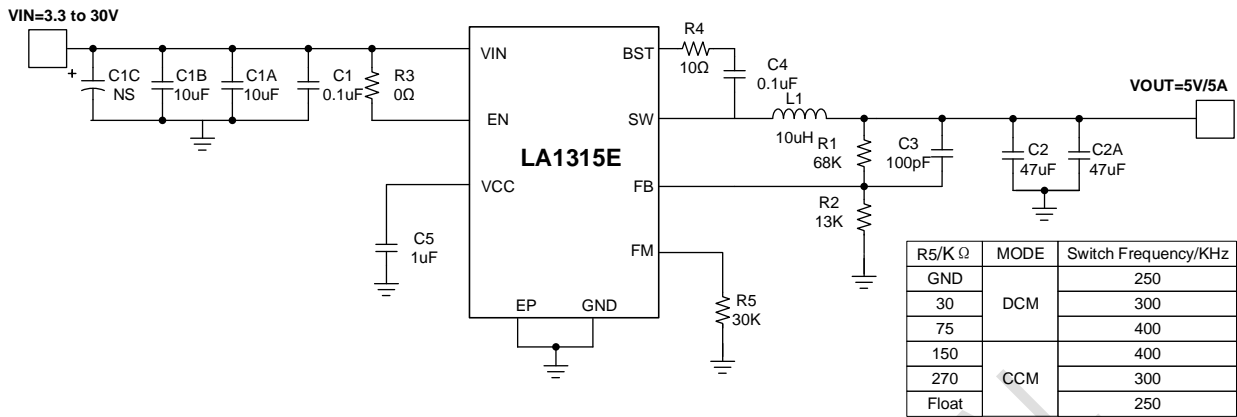 VIN=3.3 to 30V
+
C1C
NS
C1B
10uF
C1A
10uF
C1
0.1uF
R3
0Ω
VIN
EN
VCC
C5
1uF
LA1315E
BST
SW
FB
FM
EP
GND
R4
10Ω
C4
0.1uF
L1
10uH
R1
68K
C3
100pF
R2
13K
R5
30K
C2
47uF
C2A
47uF
VOUT=5V/5A
R5/KΩ MODE Switch Frequency/KHz
GND 250
30 DCM 300
75 400
150 400
270 CCM 300
Float 250